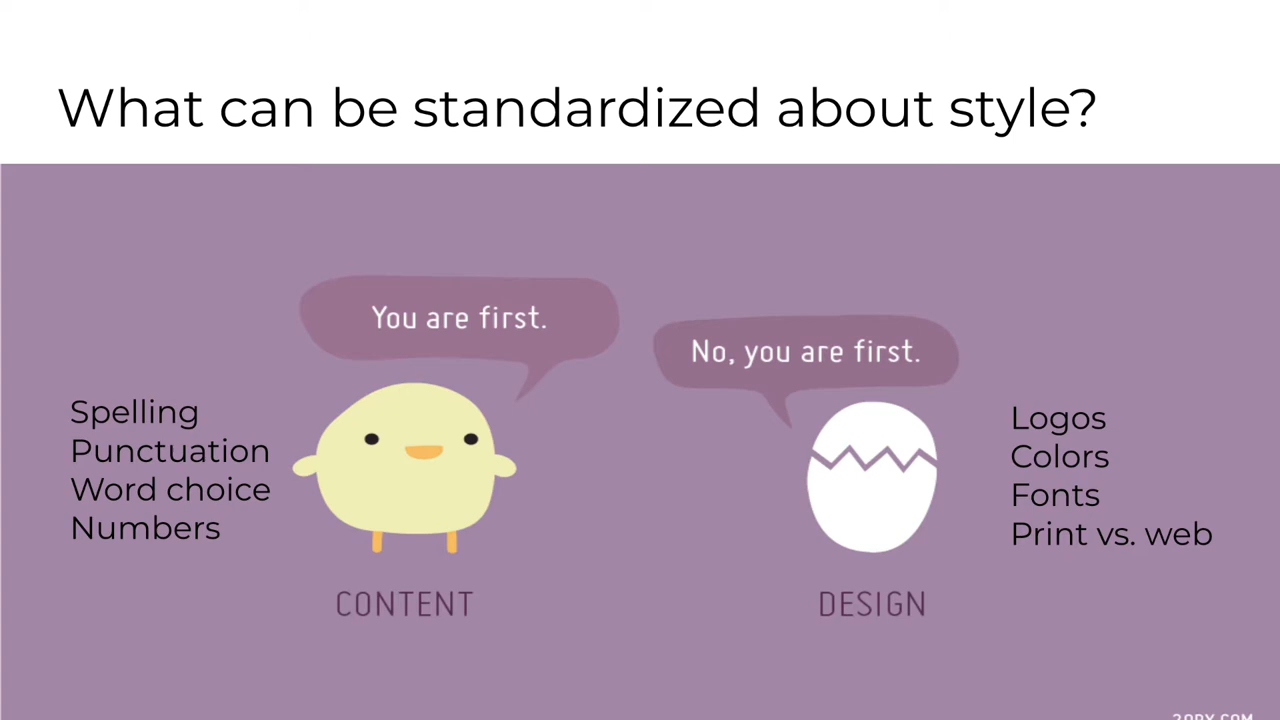 What can be standardized about style?
You are first.
No, you are first.
Spelling
Punctuation
Word choice
Numbers
Logos
Colors
Fonts
Print vs. web
CONTENT
DESIGN